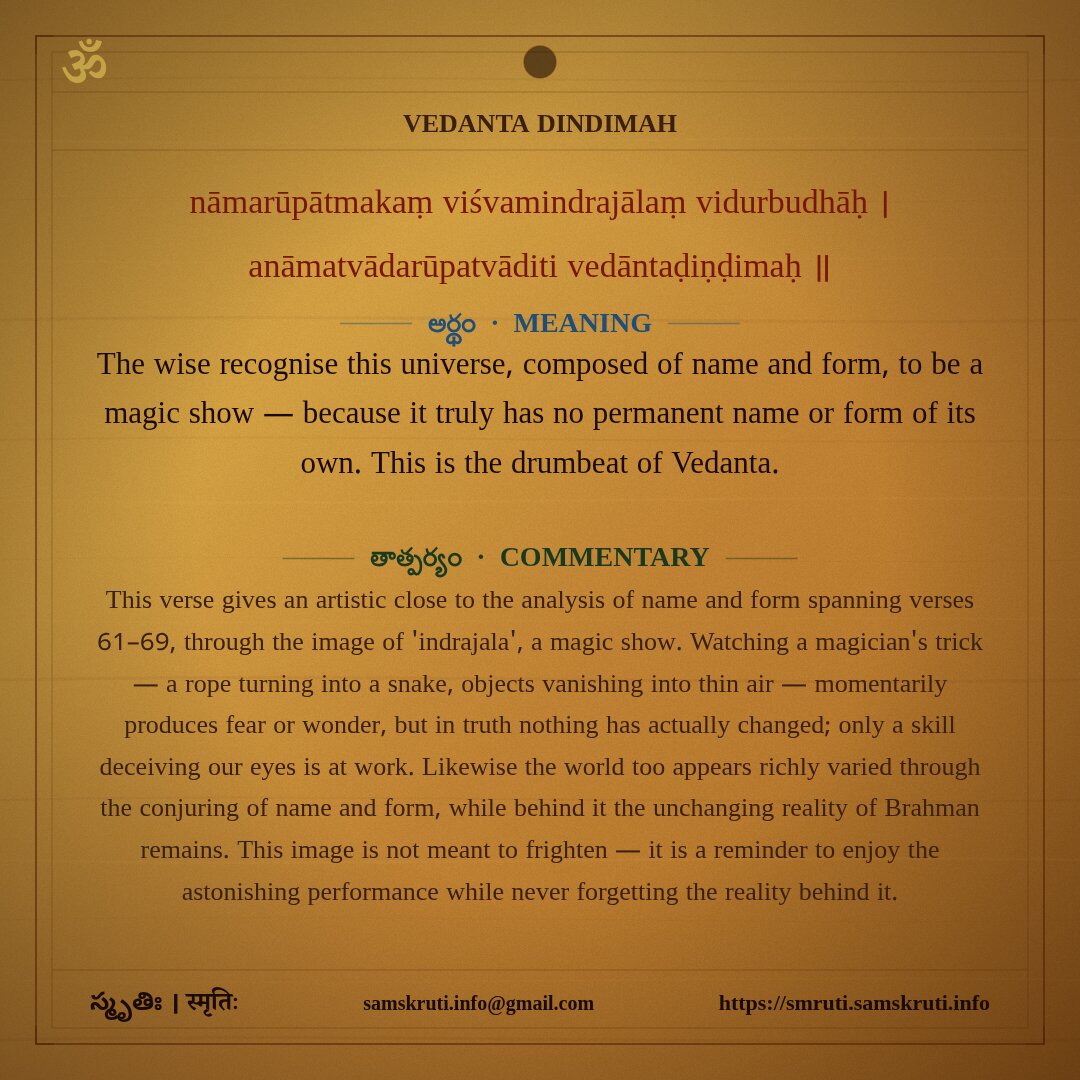 ॐ
VEDANTA DINDIMAH
nāmarūpātmakaṃ viśvamindrajālaṃ vidurbudhāḥ |
anāmatvādarūpatvāditi vedāntaḍiṇḍimaḥ ||
అర్థం · MEANING
The wise recognise this universe, composed of name and form, to be a
magic show — because it truly has no permanent name or form of its
own. This is the drumbeat of Vedanta.
తాత్పర్యం · COMMENTARY
This verse gives an artistic close to the analysis of name and form spanning verses
61–69, through the image of 'indrajala', a magic show. Watching a magician's trick
— a rope turning into a snake, objects vanishing into thin air — momentarily
produces fear or wonder, but in truth nothing has actually changed; only a skill
deceiving our eyes is at work. Likewise the world too appears richly varied through
the conjuring of name and form, while behind it the unchanging reality of Brahman
remains. This image is not meant to frighten — it is a reminder to enjoy the
astonishing performance while never forgetting the reality behind it.
స్మృతిః | स्मृतिः samskruti.info@gmail.com https://smruti.samskruti.info